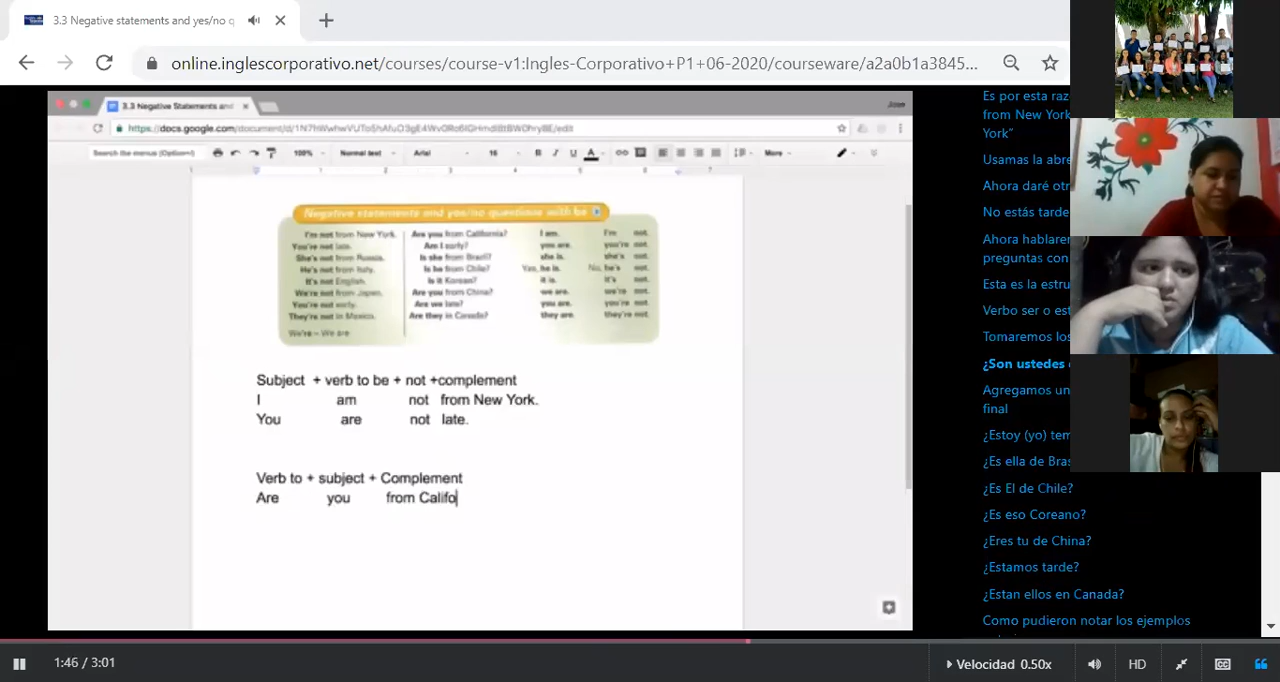 3.3 Negative statements and yes/no q
online.inglescorporativo.net/courses/course-v1:Ingles-Corporativo+P1+06-2020/courseware/a2a0b1a3845...
3.3 Negative Statements and
Jose
Search the menus (Option+/)
100%
Normal text
Arial
16
B I U A
More
Negative statements and yes/no questions with be
I'm not from New York. Are you from California? I am. I'm not.
You're not late. Am I early? you are. you're not.
She's not from Russia. Is she from Brazil? she is. she's not.
He's not from Italy. Is he from Chile? Yes, he is. No, he's not.
It's not English. Is it Korean? it is. it's not.
We're not from Japan. Are you from China? we are. we're not.
You're not early. Are we late? you are. you're not.
They're not in Mexico. Are they in Canada? they are. they're not.
We're = We are
Subject + verb to be + not +complement
I am not from New York.
You are not late.
Verb to + subject + Complement
Are you from Califo
Es por esta raz
from New York
York"
Usamas la abre
Ahora daré otr
No estás tarde
Ahora hablarem
preguntas con
Esta es la estru
Verbo ser o est
Tomaremos los
¿Son ustedes
Agregamos un
final
¿Estoy (yo) tem
¿Es ella de Bras
¿Es El de Chile?
¿Es eso Coreano?
¿Eres tu de China?
¿Estamos tarde?
¿Estan ellos en Canada?
Como pudieron notar los ejemplos
1:46 / 3:01
Velocidad 0.50x
HD
CC